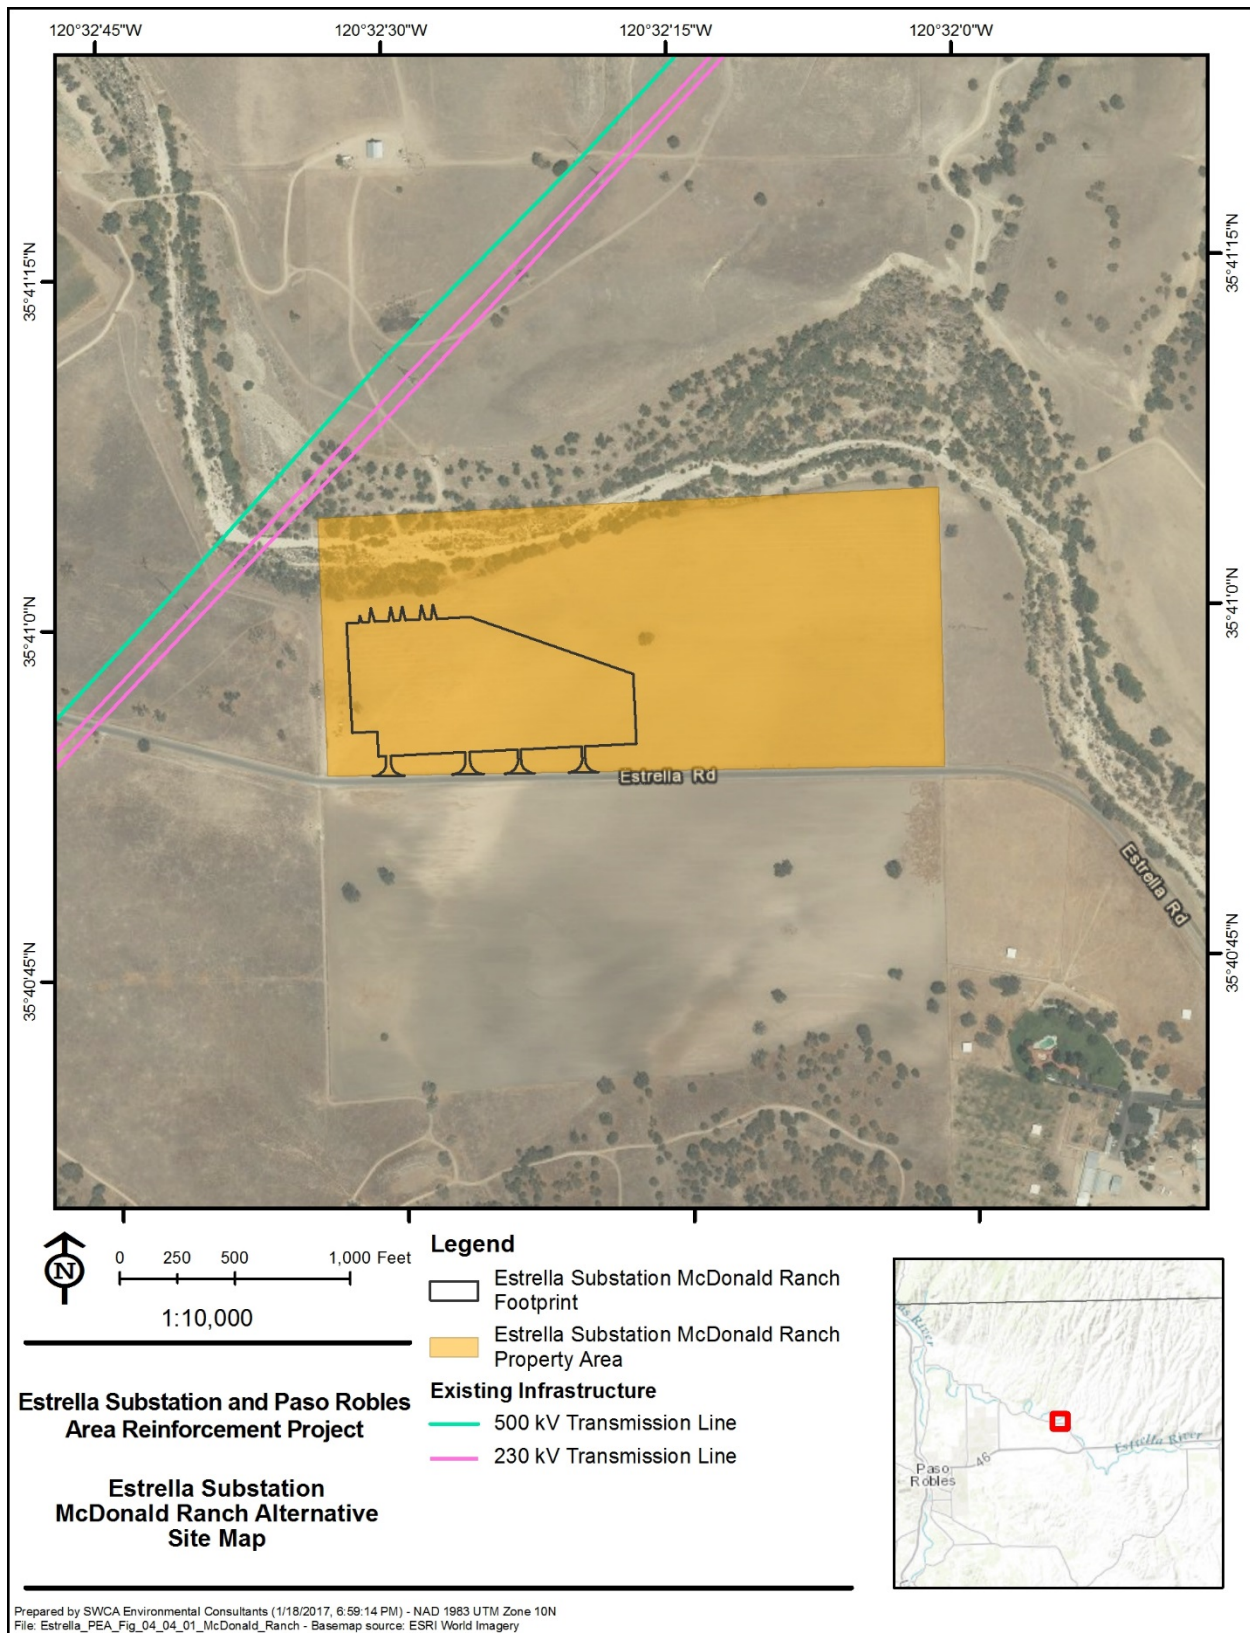 120°32'45"W
120°32'30"W
120°32'15"W
120°32'0"W
35°41'15"N
35°41'15"N
35°41'0"N
35°41'0"N
Estrella Rd
Estrella Rd
35°40'45"N
35°40'45"N
N
0 250 500 1,000 Feet
1:10,000
Estrella Substation and Paso Robles
Area Reinforcement Project
Estrella Substation
McDonald Ranch Alternative
Site Map
Legend
Estrella Substation McDonald Ranch
Footprint
Estrella Substation McDonald Ranch
Property Area
Existing Infrastructure
500 kV Transmission Line
230 kV Transmission Line
River
Estrella River
46
Paso
Robles
Prepared by SWCA Environmental Consultants (1/18/2017, 6:59:14 PM) - NAD 1983 UTM Zone 10N
File: Estrella_PEA_Fig_04_04_01_McDonald_Ranch - Basemap source: ESRI World Imagery